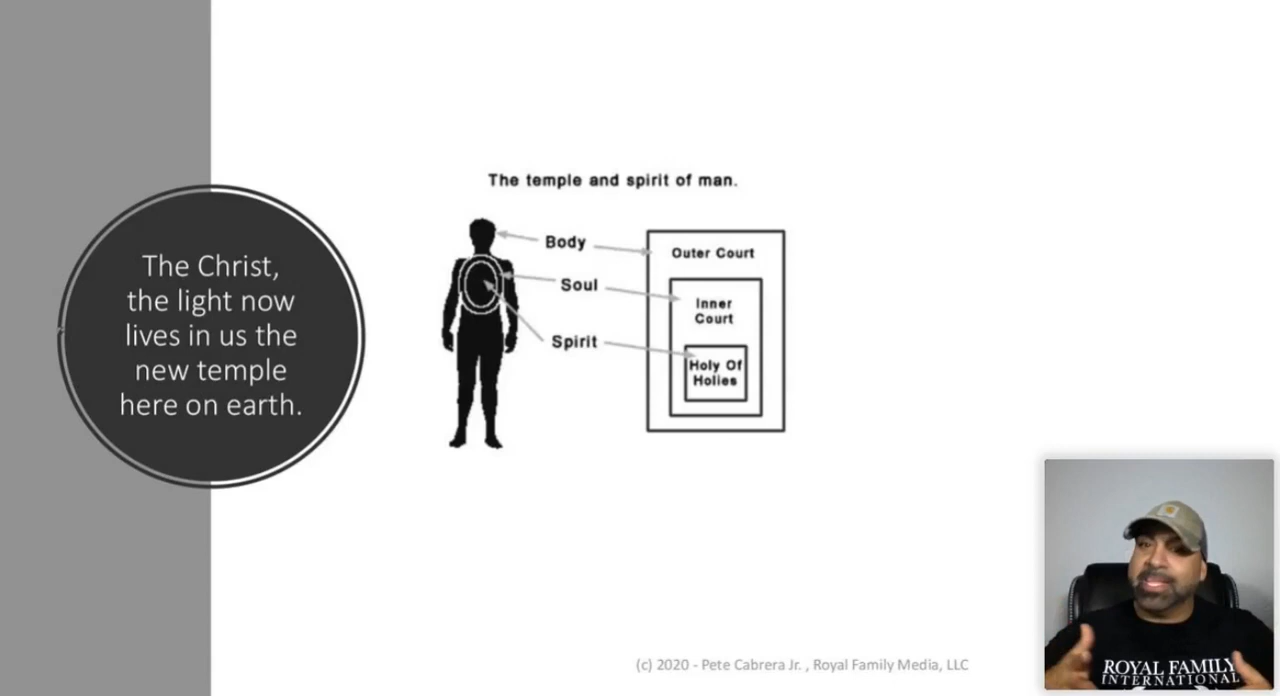 The Christ,
the light now
lives in us the
new temple
here on earth.
The temple and spirit of man.
Body
Soul
Spirit
Outer Court
Inner
Court
Holy Of
Holies
(c) 2020 - Pete Cabrera Jr. , Royal Family Media, LLC
ROYAL FAMILY
INTERNATIONAL